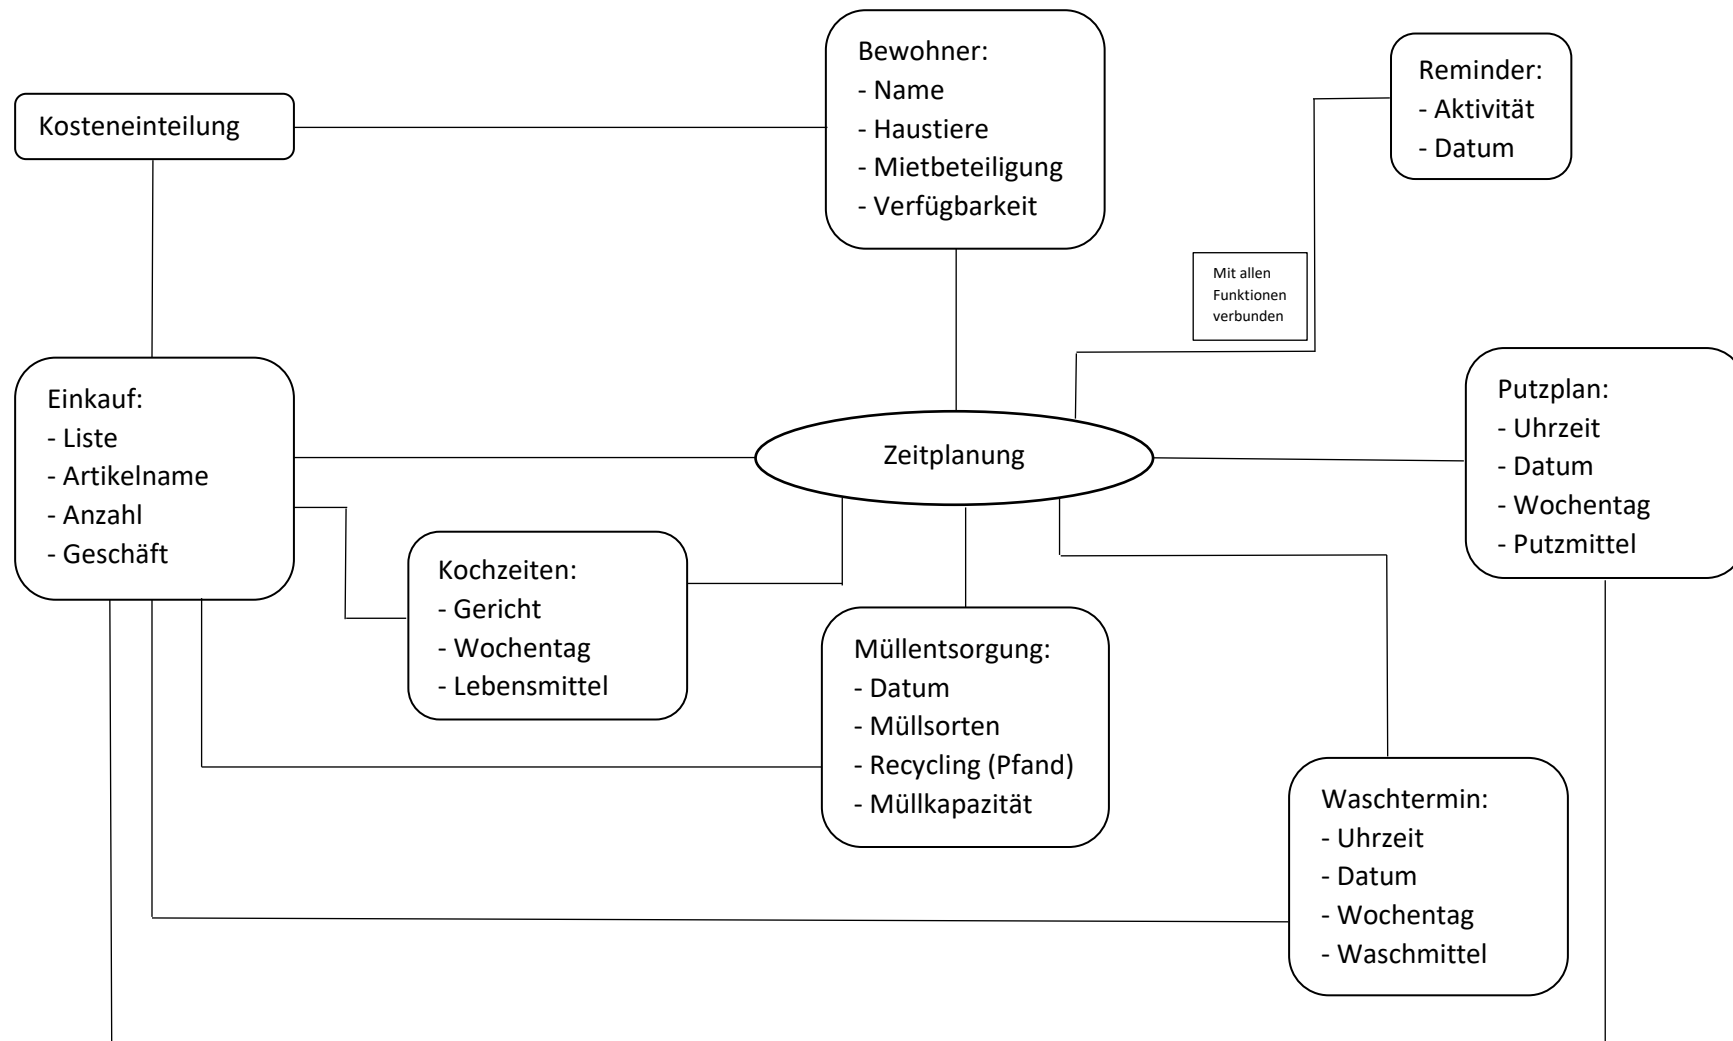 Bewohner:
- Name
- Haustiere
- Mietbeteiligung
- Verfügbarkeit
Reminder:
- Aktivität
- Datum
Kosteneinteilung
Mit allen
Funktionen
verbunden
Einkauf:
- Liste
- Artikelname
- Anzahl
- Geschäft
Zeitplanung
Putzplan:
- Uhrzeit
- Datum
- Wochentag
- Putzmittel
Kochzeiten:
- Gericht
- Wochentag
- Lebensmittel
Müllentsorgung:
- Datum
- Müllsorten
- Recycling (Pfand)
- Müllkapazität
Waschtermin:
- Uhrzeit
- Datum
- Wochentag
- Waschmittel